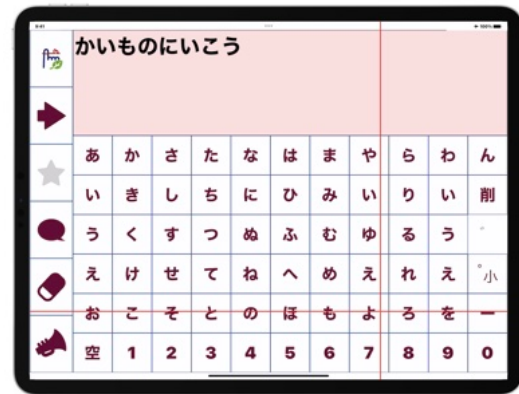 9:41
100%
かいものにいこう
あ か さ た な は ま や ら わ ん
い き し ち に ひ み い り い 削
う く す つ ぬ ふ む ゆ る う ゛
え け せ て ね へ め え れ え ゜小
お こ そ と の ほ も よ ろ を ー
空 1 2 3 4 5 6 7 8 9 0